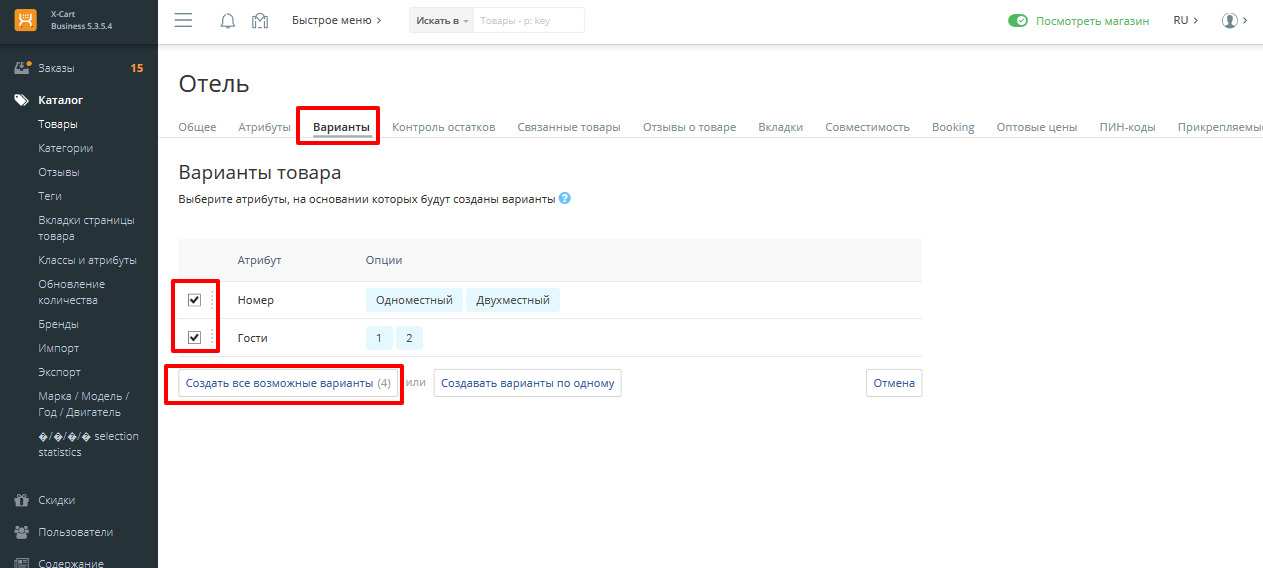 X-Cart
Business 5.3.5.4
Быстрое меню
Искать в
Товары - р: key
Посмотреть магазин
RU
Заказы 15
Каталог
Товары
Категории
Отзывы
Теги
Вкладки страницы
товара
Классы и атрибуты
Обновление
количества
Бренды
Импорт
Экспорт
Марка / Модель /
Год / Двигатель
�/�/�/� selection
statistics
Скидки
Пользователи
Содержание
Отель
Общее Атрибуты Варианты Контроль остатков Связанные товары Отзывы о товаре Вкладки Совместимость Booking Оптовые цены ПИН-коды Прикрепляемы
Варианты товара
Выберите атрибуты, на основании которых будут созданы варианты ?
Атрибут Опции
Номер Одноместный Двухместный
Гости 1 2
Создать все возможные варианты (4) или Создавать варианты по одному Отмена